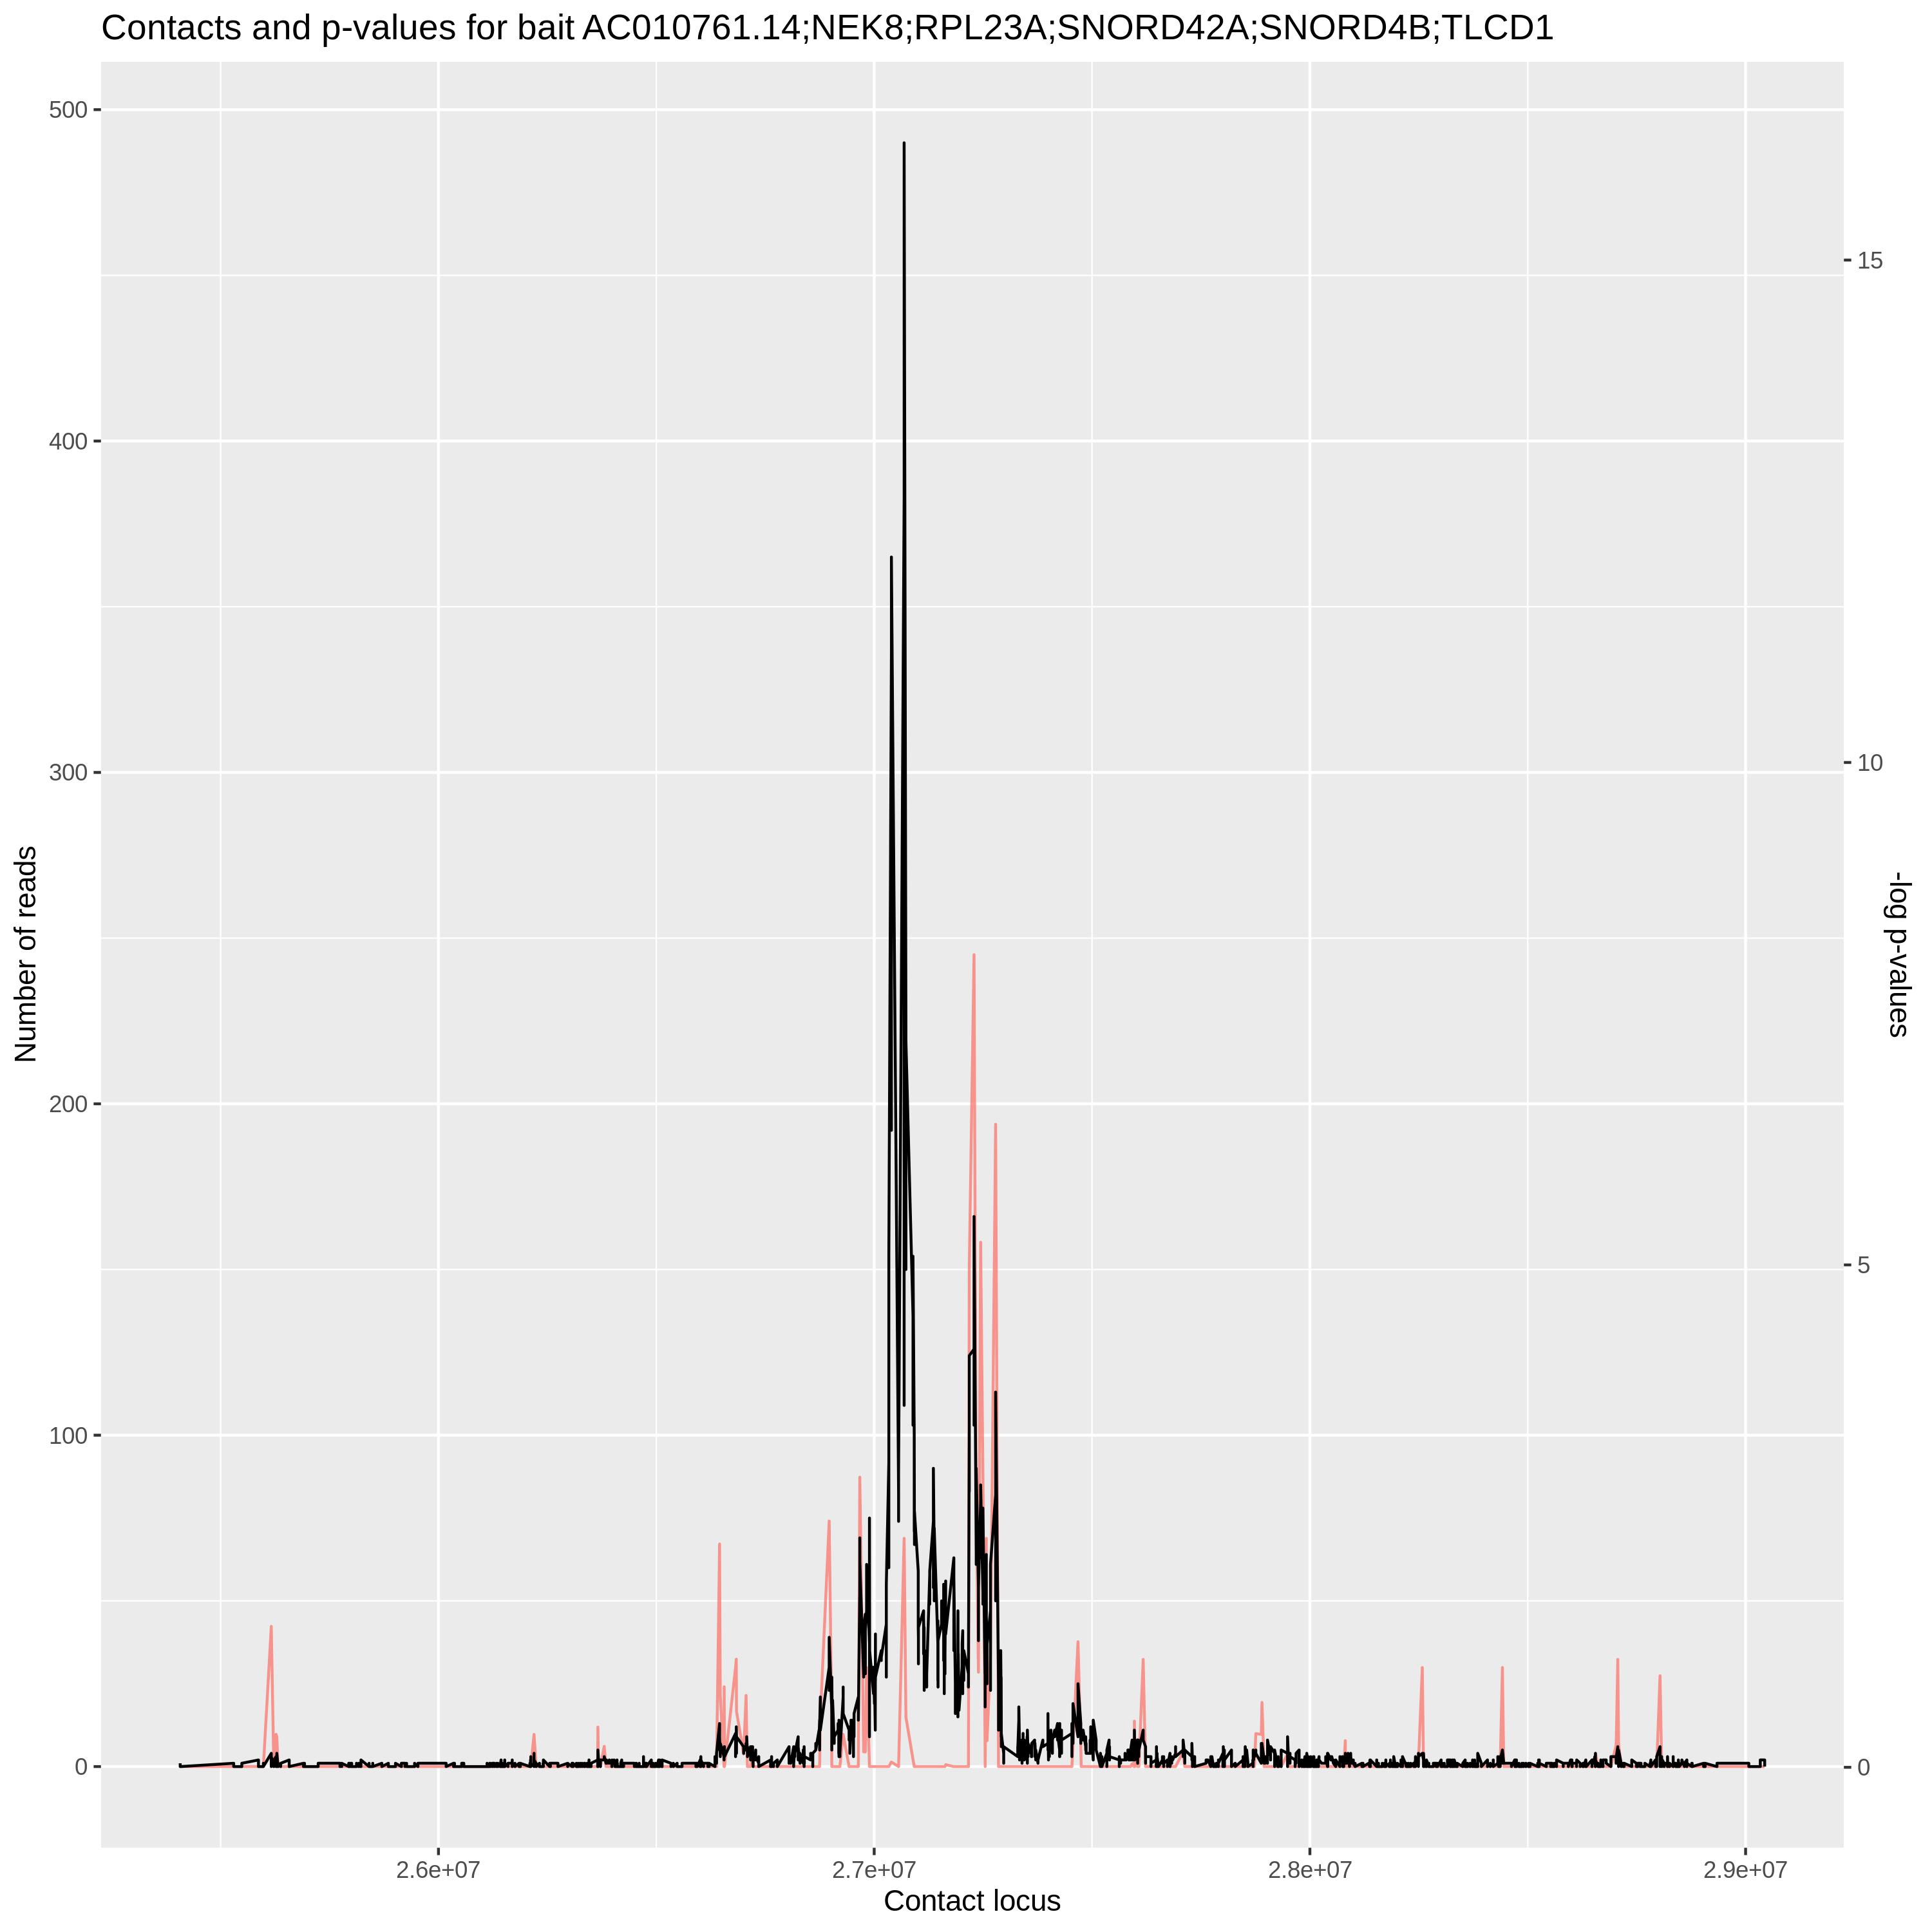 Contacts and p-values for bait AC010761.14;NEK8;RPL23A;SNORD42A;SNORD4B;TLCD1
500
400
300
200
100
0
Number of reads
15
10
5
0
-log p-values
2.6e+07 2.7e+07 2.8e+07 2.9e+07
Contact locus